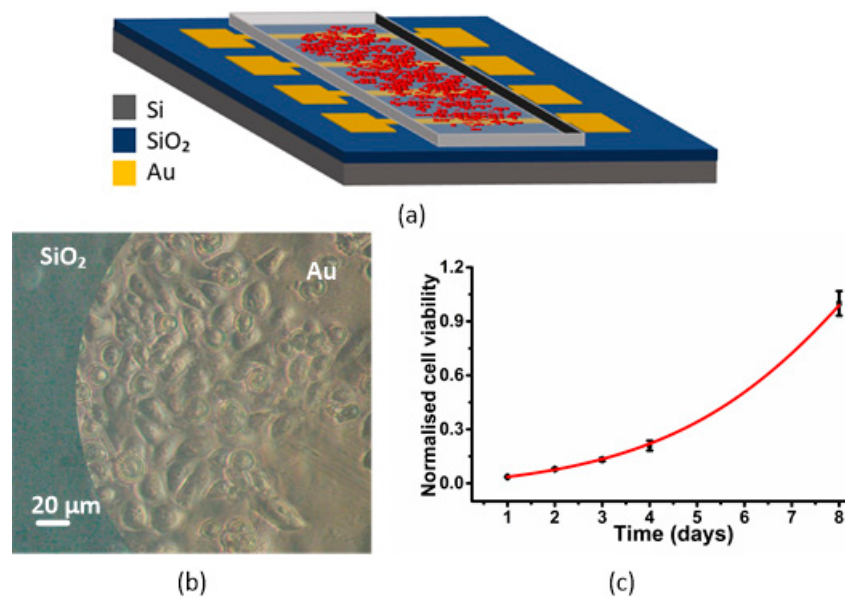 Si
SiO₂
Au
(a)
SiO₂
Au
20 µm
(b)
1.2
0.9
0.6
0.3
0.0
Normalised cell viability
1 2 3 4 5 6 7 8
Time (days)
(c)